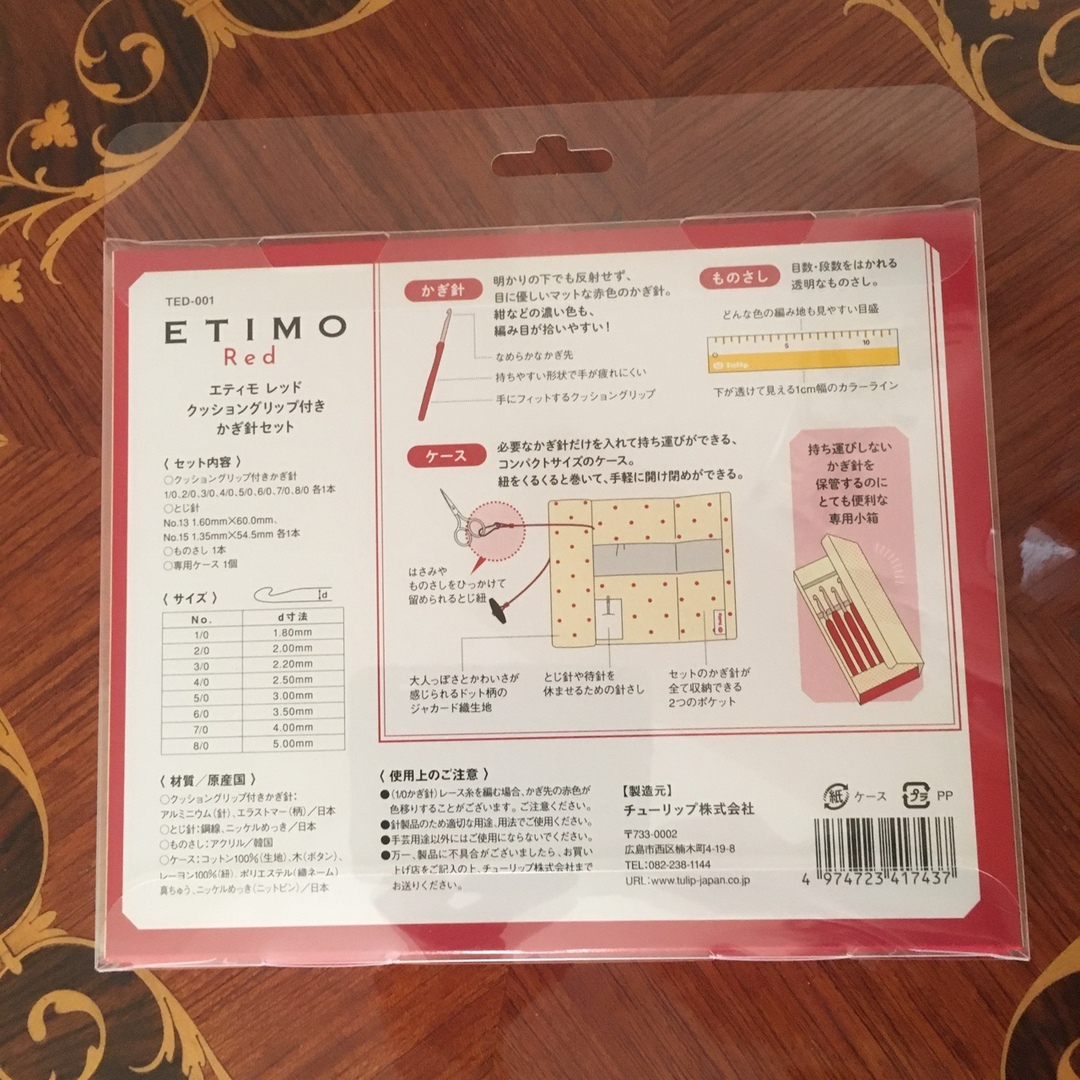 TED-001
ETIMO
Red
エティモ レッド
クッショングリップ付き
かぎ針セット
〈 セット内容 〉
○クッショングリップ付きかぎ針
1/0、2/0、3/0、4/0、5/0、6/0、7/0、8/0 各1本
○とじ針
No.13 1.60mm×60.0mm、
No.15 1.35mm×54.5mm 各1本
○ものさし 1本
○専用ケース 1個
〈 サイズ 〉
d
No. d寸法
1/0 1.80mm
2/0 2.00mm
3/0 2.20mm
4/0 2.50mm
5/0 3.00mm
6/0 3.50mm
7/0 4.00mm
8/0 5.00mm
〈 材質／原産国 〉
○クッショングリップ付きかぎ針：
アルミニウム（針）、エラストマー（柄）／日本
○とじ針：鋼線、ニッケルめっき／日本
○ものさし：アクリル／韓国
○ケース：コットン100%（生地）、木（ボタン）、
レーヨン100%（紐）、ポリエステル（織ネーム）
真ちゅう、ニッケルめっき（ニットピン）／日本
かぎ針
明かりの下でも反射せず、
目に優しいマットな赤色のかぎ針。
紺などの濃い色も、
編み目が拾いやすい！
なめらかなかぎ先
持ちやすい形状で手が疲れにくい
手にフィットするクッショングリップ
ものさし
目数・段数をはかれる
透明なものさし。
どんな色の編み地も見やすい目盛
0 5 10
Tulip
下が透けて見える1cm幅のカラーライン
ケース
必要なかぎ針だけを入れて持ち運びができる、
コンパクトサイズのケース。
紐をくるくると巻いて、手軽に開け閉めができる。
はさみや
ものさしをひっかけて
留められるとじ紐
Tulip
大人っぽさとかわいさが
感じられるドット柄の
ジャカード織生地
とじ針や待針を
休ませるための針さし
セットのかぎ針が
全て収納できる
2つのポケット
持ち運びしない
かぎ針を
保管するのに
とても便利な
専用小箱
〈 使用上のご注意 〉
●（1/0かぎ針）レース糸を編む場合、かぎ先の赤色が
色移りすることがございます。ご注意ください。
●針製品のため適切な用途、用法でご使用ください。
●手芸用途以外にはご使用にならないでください。
●万一、製品に不具合がございましたら、お買い
上げ店をご記入の上、チューリップ株式会社まで
お送りください。
【製造元】
チューリップ株式会社
〒733-0002
広島市西区楠木町4-19-8
TEL:082-238-1144
URL:www.tulip-japan.co.jp
紙 ケース プラ PP
4 974723 417437